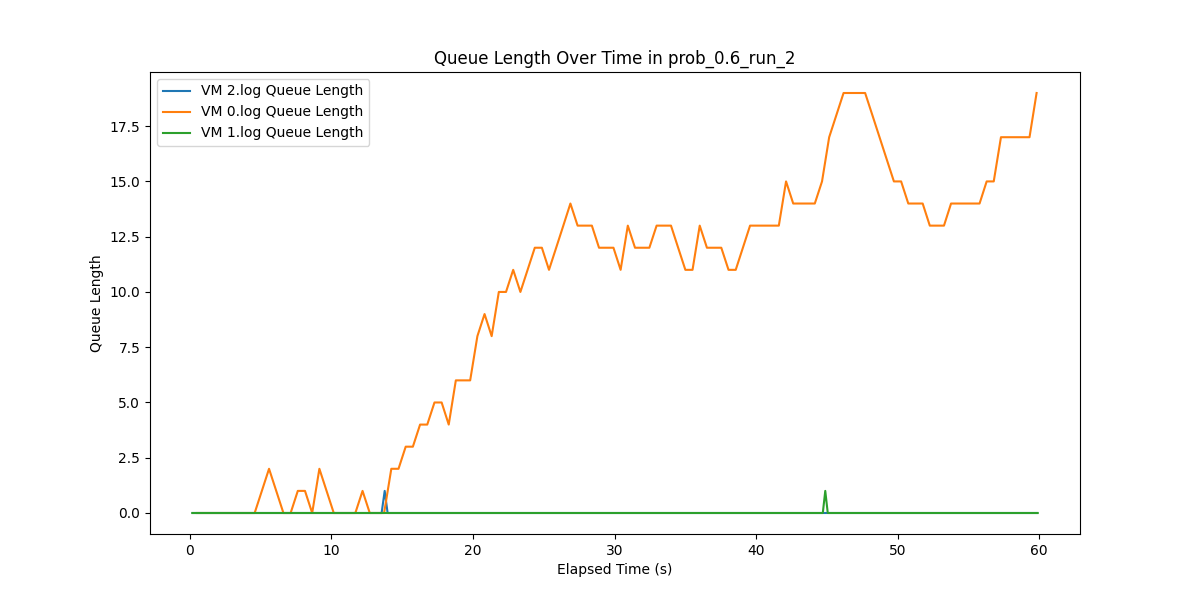 Queue Length Over Time in prob_0.6_run_2
VM 2.log Queue Length
VM 0.log Queue Length
VM 1.log Queue Length
Queue Length
17.5
15.0
12.5
10.0
7.5
5.0
2.5
0.0
0 10 20 30 40 50 60
Elapsed Time (s)